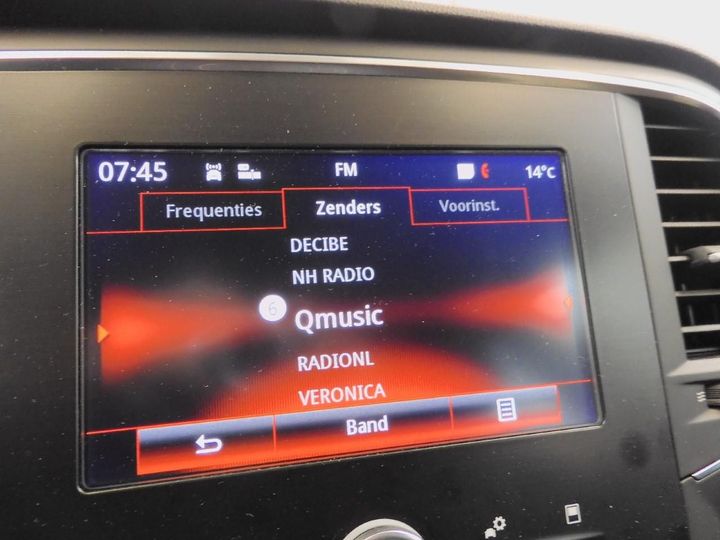 07:45 FM 14°C
Frequenties Zenders Voorinst.
DECIBE
NH RADIO
6 Qmusic
RADIONL
VERONICA
Band